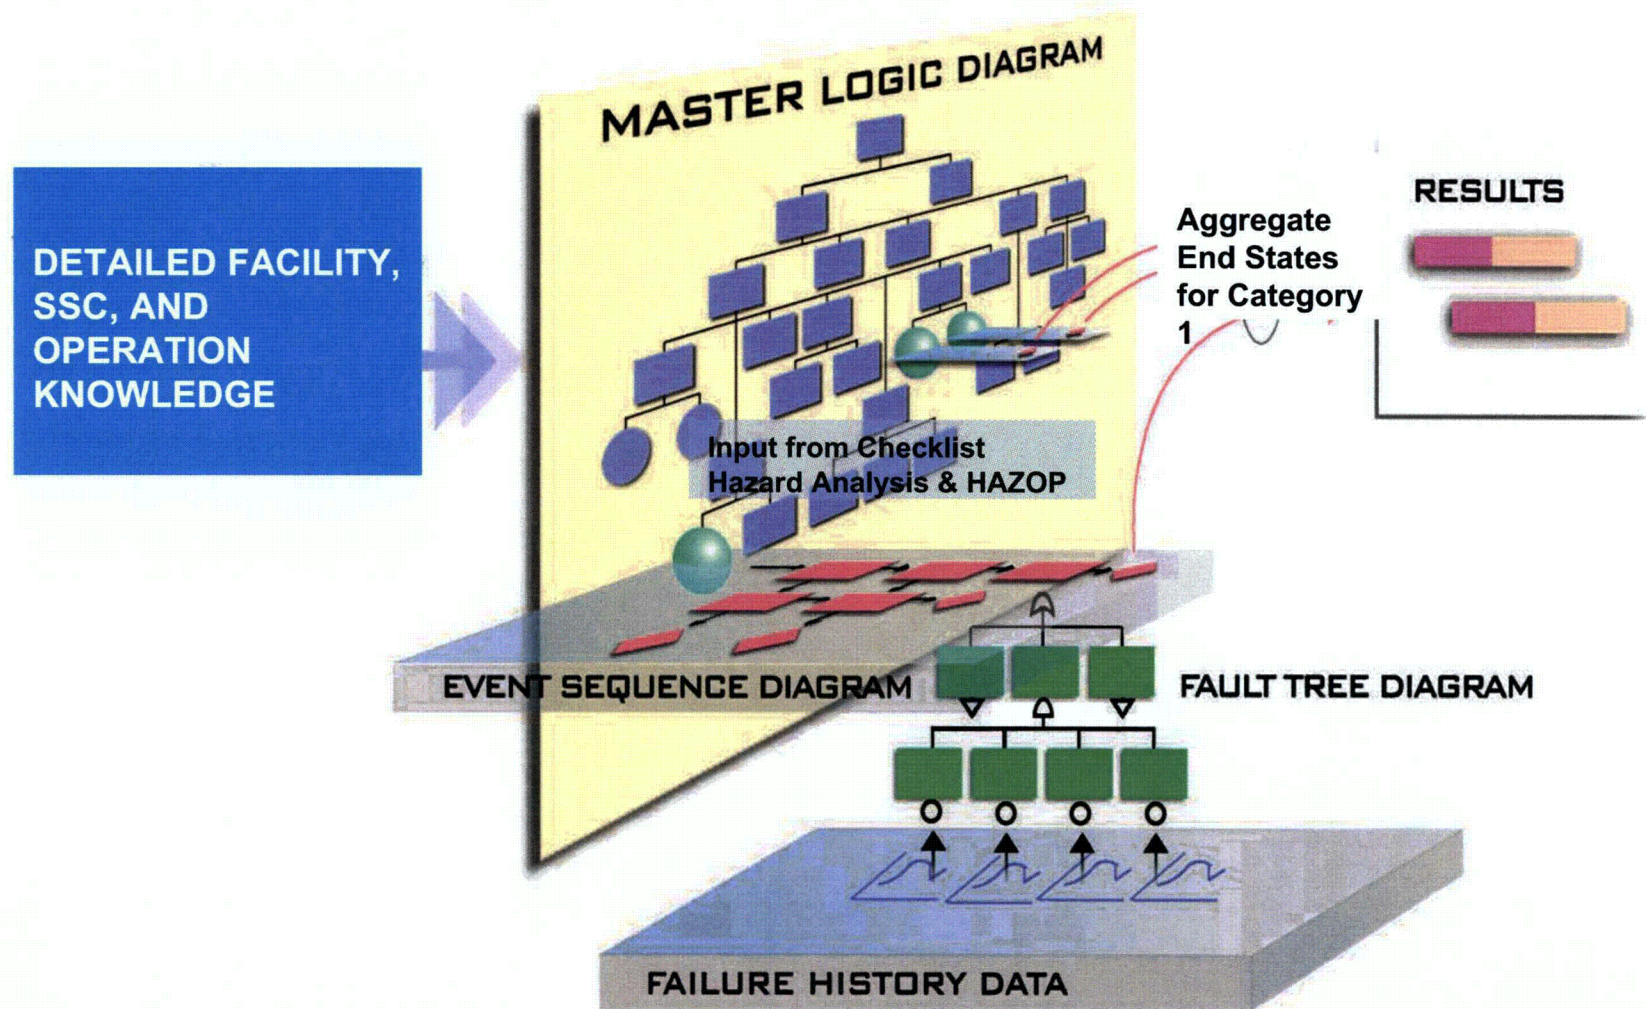 MASTER LOGIC DIAGRAM
DETAILED FACILITY,
SSC, AND
OPERATION
KNOWLEDGE
Aggregate
End States
for Category
1
RESULTS
Input from Checklist
Hazard Analysis & HAZOP
EVENT SEQUENCE DIAGRAM
FAULT TREE DIAGRAM
FAILURE HISTORY DATA